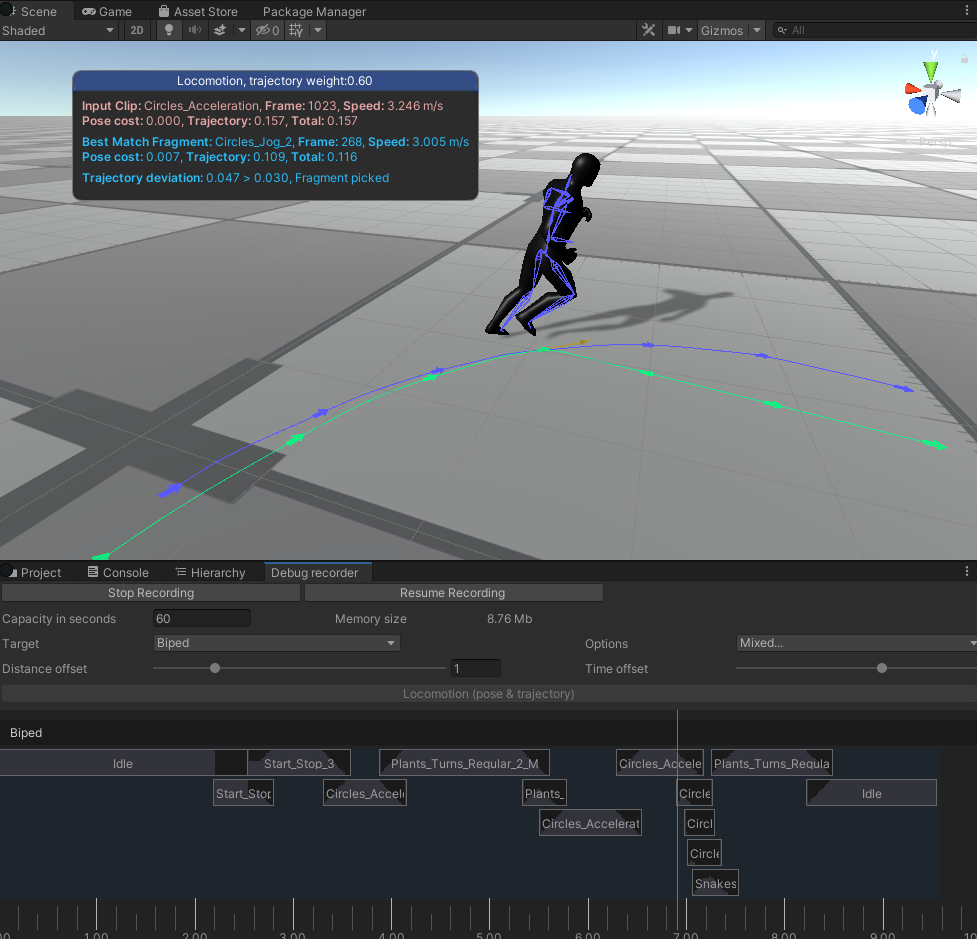 Scene Game Asset Store Package Manager
Shaded 2D 0 Gizmos All
y
Persp
Locomotion, trajectory weight:0.60
Input Clip: Circles_Acceleration, Frame: 1023, Speed: 3.246 m/s
Pose cost: 0.000, Trajectory: 0.157, Total: 0.157
Best Match Fragment: Circles_Jog_2, Frame: 268, Speed: 3.005 m/s
Pose cost: 0.007, Trajectory: 0.109, Total: 0.116
Trajectory deviation: 0.047 > 0.030, Fragment picked
Project Console Hierarchy Debug recorder
Stop Recording Resume Recording
Capacity in seconds 60 Memory size 8.76 Mb
Target Biped Options Mixed...
Distance offset 1 Time offset
Locomotion (pose & trajectory)
Biped
Idle Start_Stop_3 Plants_Turns_Regular_2_M Circles_Accele Plants_Turns_Regula
Start_Stop Circles_Accel Plants_ Circle Idle
Circles_Accelerat Circl
Circle
Snakes
00 1.00 2.00 3.00 4.00 5.00 6.00 7.00 8.00 9.00 10